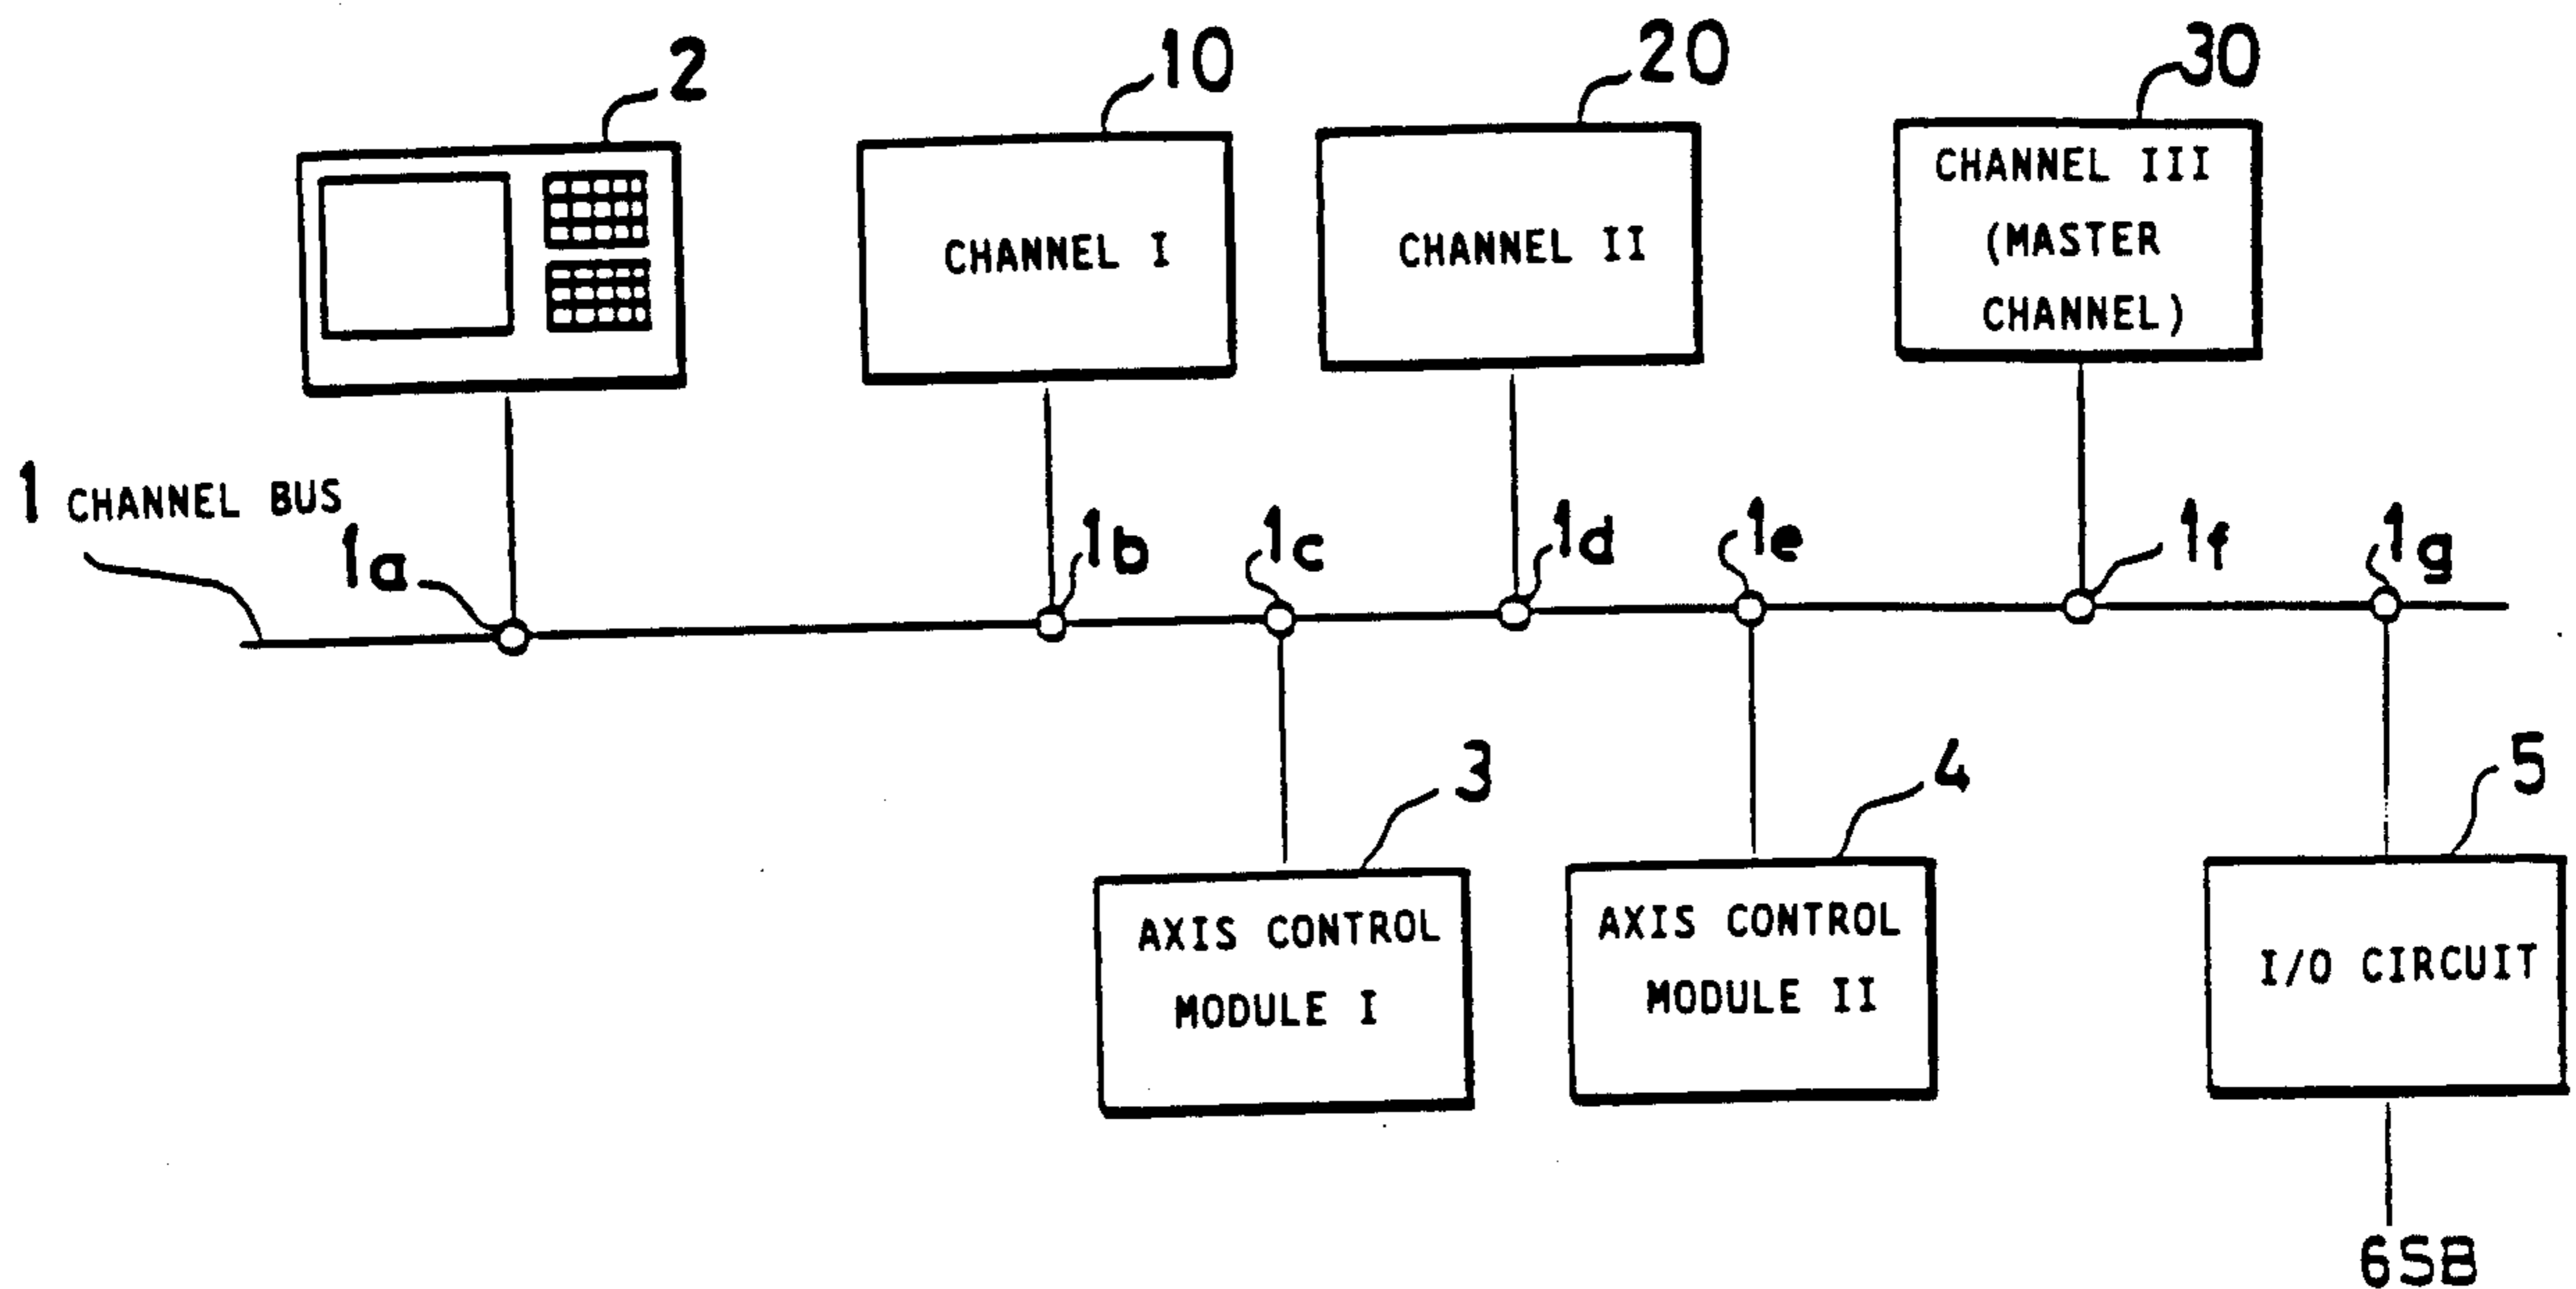 2
10
20
30
CHANNEL I
CHANNEL II
CHANNEL III
(MASTER
CHANNEL)
1 CHANNEL BUS
1a
1b
1c
1d
1e
1f
1g
3
4
5
AXIS CONTROL
MODULE I
AXIS CONTROL
MODULE II
I/O CIRCUIT
6SB